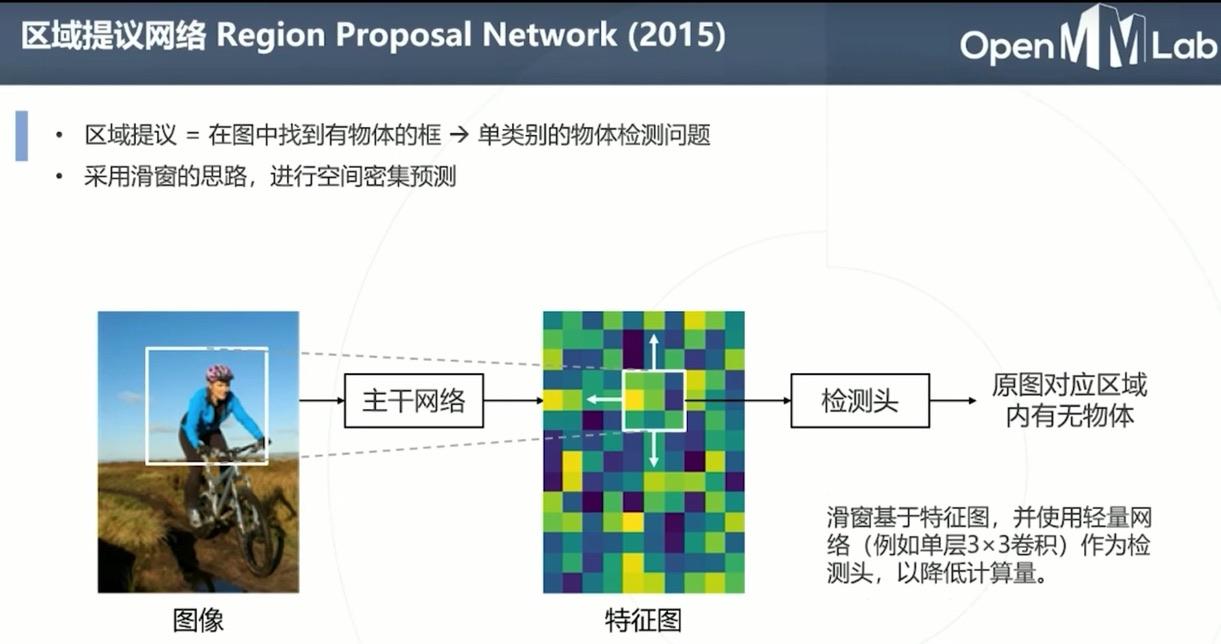 区域提议网络 Region Proposal Network (2015)
OpenMMLab
• 区域提议 = 在图中找到有物体的框 → 单类别的物体检测问题
• 采用滑窗的思路，进行空间密集预测
主干网络
检测头
原图对应区域
内有无物体
滑窗基于特征图，并使用轻量网
络（例如单层3×3卷积）作为检
测头，以降低计算量。
图像
特征图